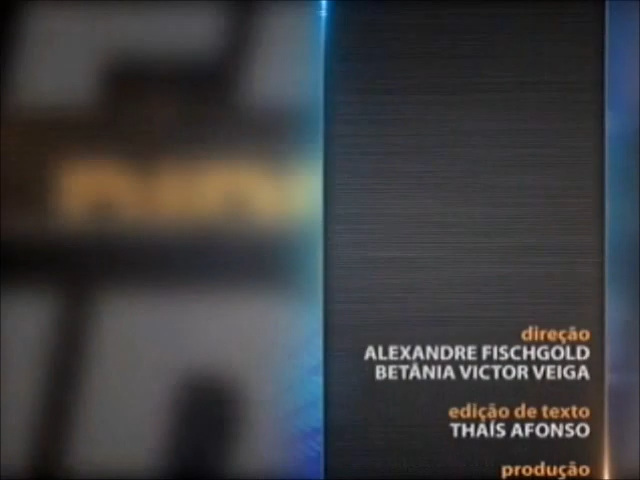 direção
ALEXANDRE FISCHGOLD
BETÂNIA VICTOR VEIGA
edição de texto
THAÍS AFONSO
produção